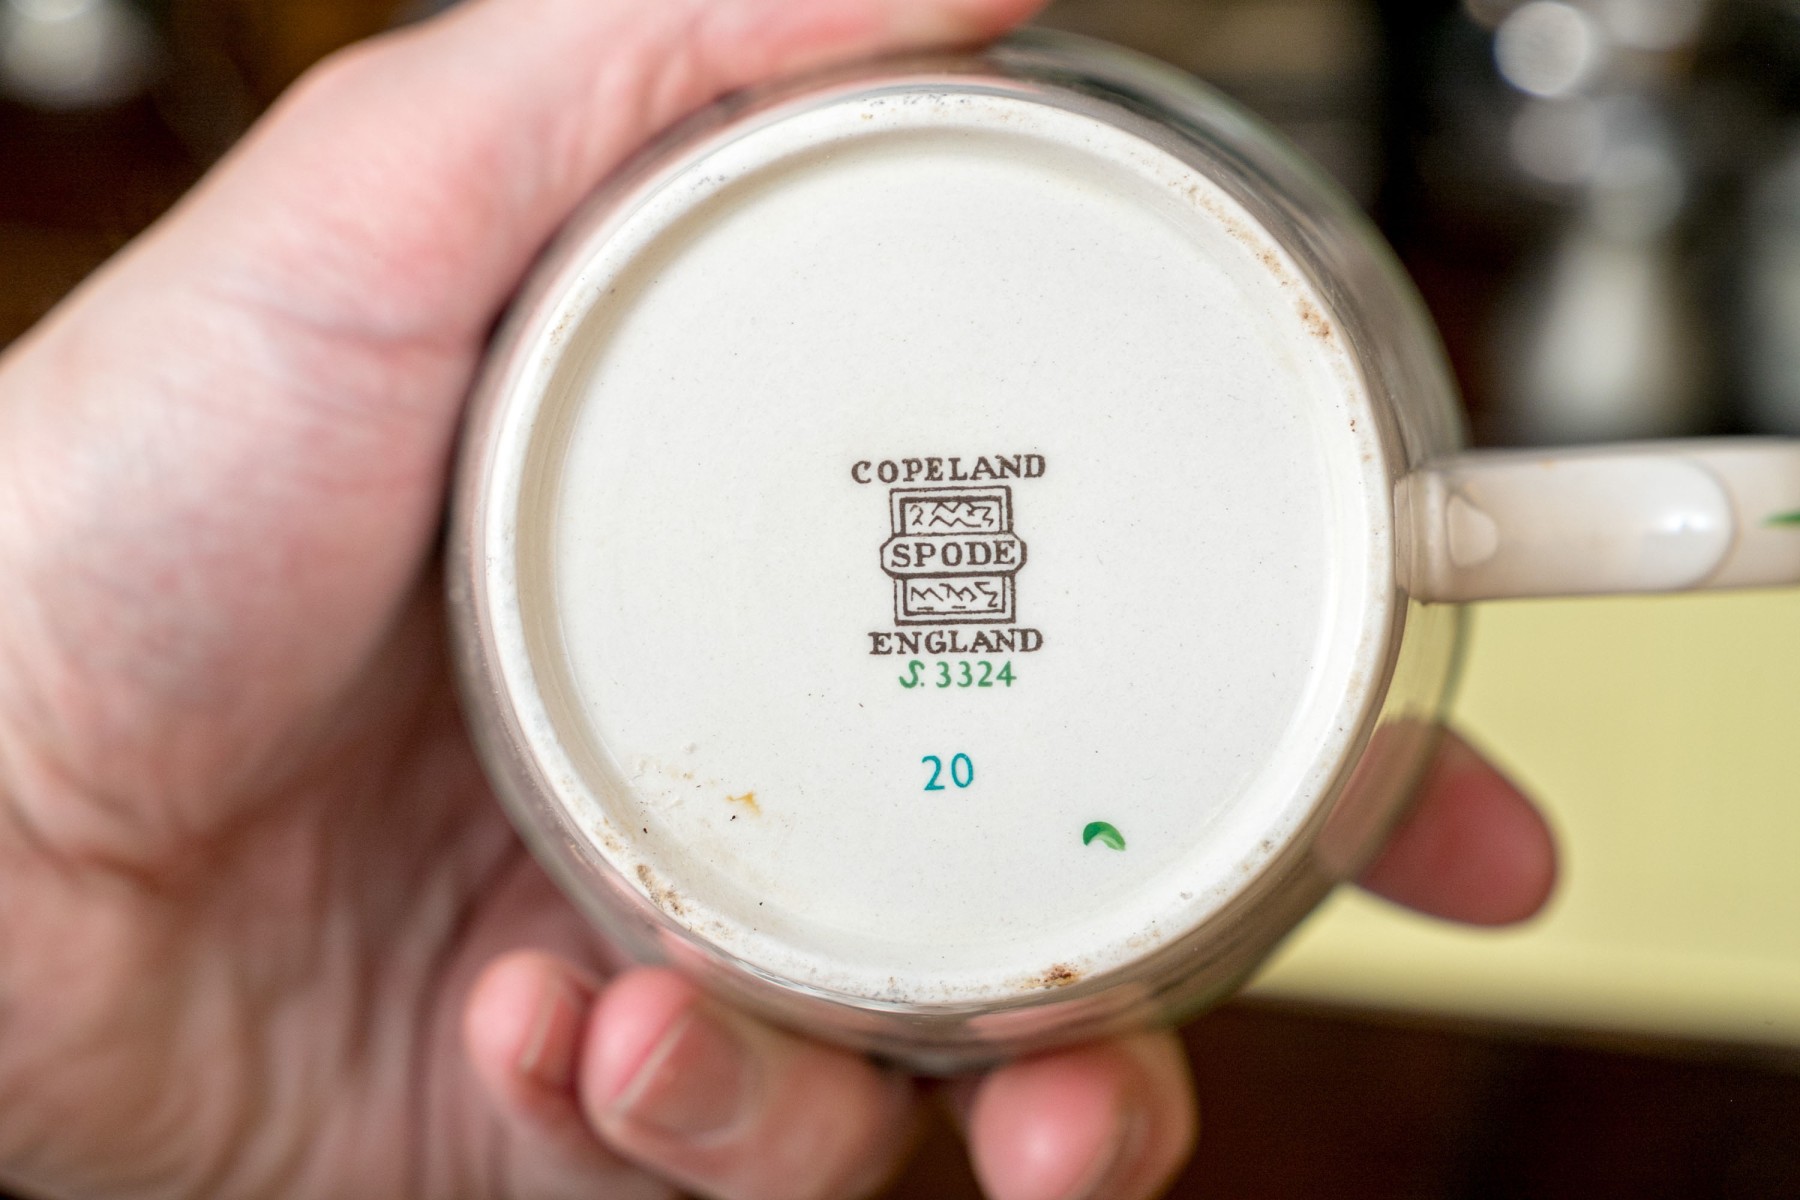 COPELAND
SPODE
ENGLAND
S. 3324
20